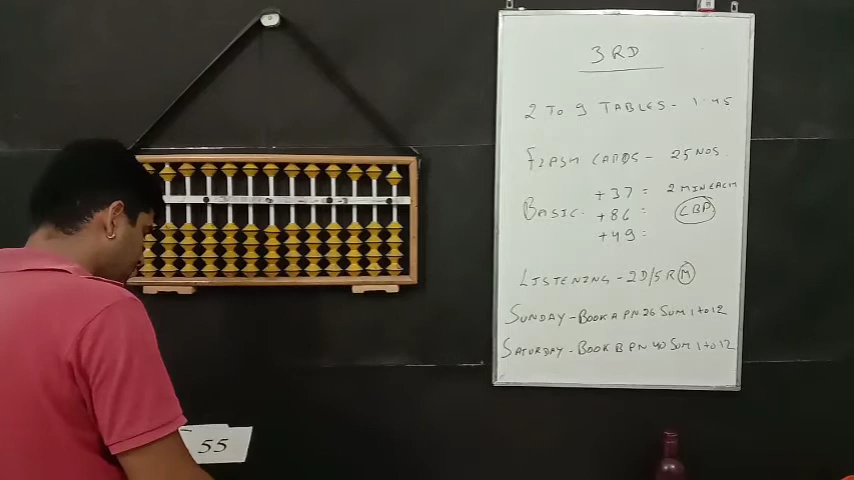 3RD
2 TO 9 TABLES - 1:45
FLASH CARDS - 25 NOS.
+37 = 2 MIN EACH
BASIC. +86 = CBP
+49 =
LISTENING - 2D/5R M
SUNDAY - BOOK A PN 26 SUM 1 to 12
SATURDAY - BOOK B PN 40 SUM 1 to 12
55